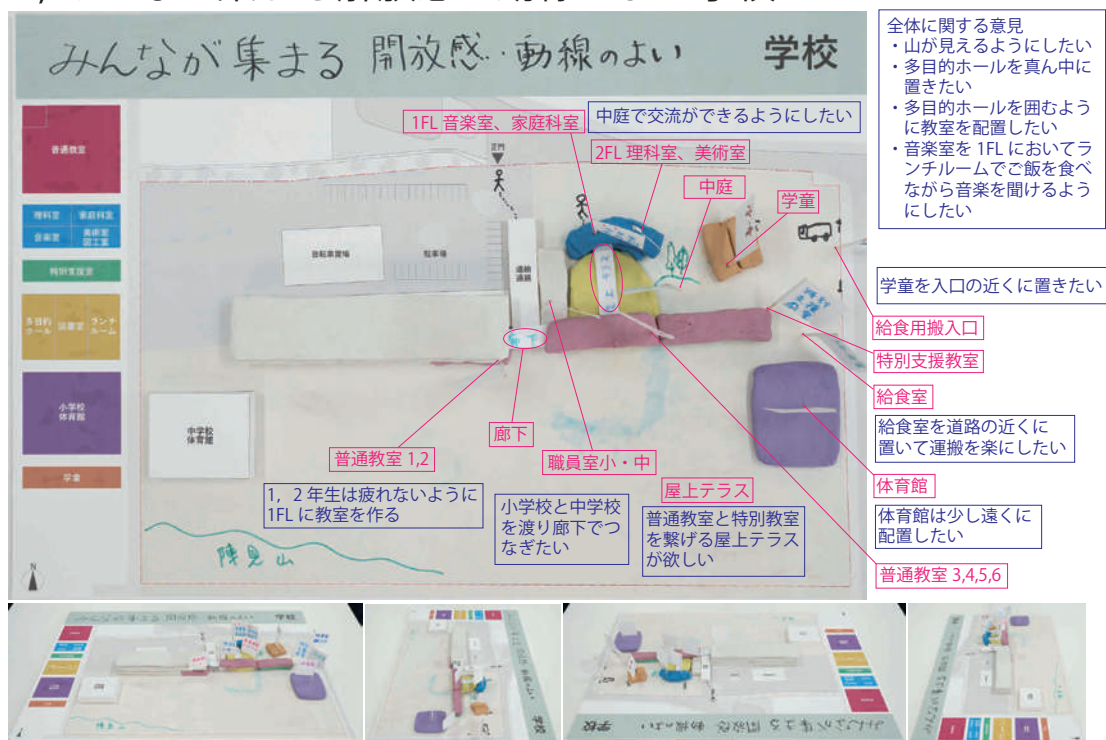 みんなが集まる 開放感・動線のよい 学校
全体に関する意見
・山が見えるようにしたい
・多目的ホールを真ん中に
置きたい
・多目的ホールを囲むよう
に教室を配置したい
・音楽室を1FLにおいてラ
ンチルームでご飯を食べ
ながら音楽を聞けるよう
にしたい
1FL 音楽室、家庭科室
中庭で交流ができるようにしたい
2FL 理科室、美術室
中庭
学童
正門
普通教室
理科室
家庭科室
音楽室
美術室
図工室
特別支援室
多目的
ホール
図書室
ランチ
ルーム
小学校
体育館
学童
自転車置場
駐車場
連絡
通路
廊下
中学校
体育館
学童を入口の近くに置きたい
給食用搬入口
特別支援教室
給食室
給食室を道路の近くに
置いて運搬を楽にしたい
体育館
体育館は少し遠くに
配置したい
普通教室 3,4,5,6
普通教室 1,2
1, 2年生は疲れないように
1FLに教室を作る
廊下
職員室小・中
小学校と中学校
を渡り廊下でつ
なぎたい
屋上テラス
普通教室と特別教室
を繋げる屋上テラス
が欲しい
陣見山
N
学校
学校
学校